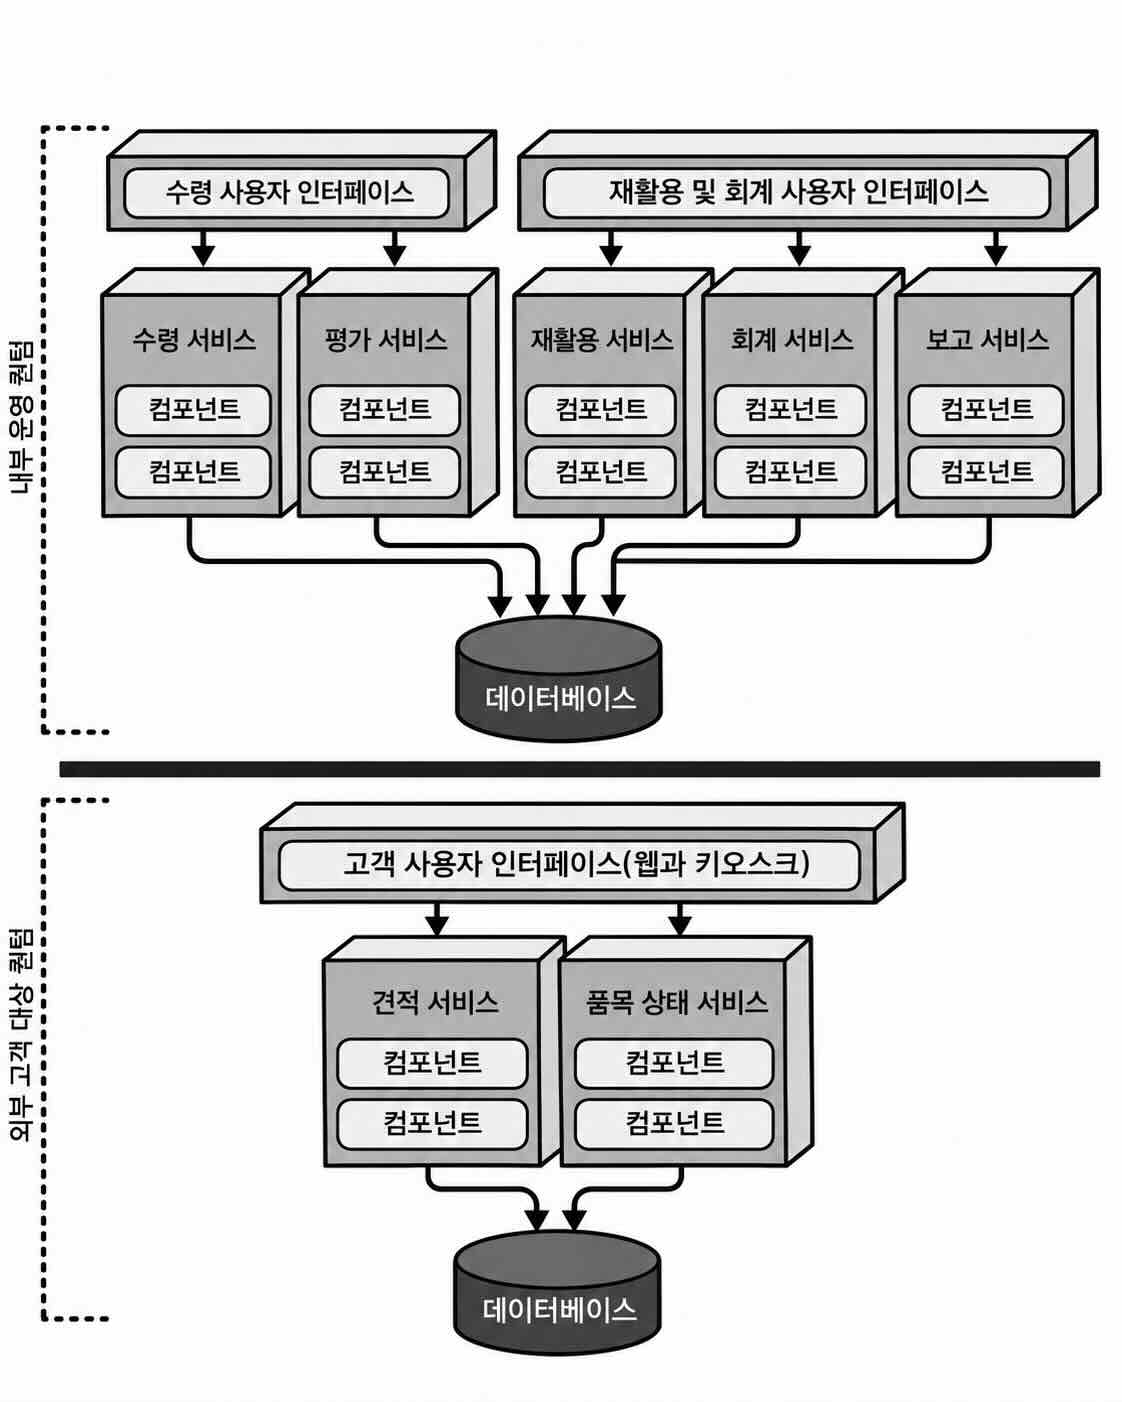 내부 운영 퀀텀
수령 사용자 인터페이스
재활용 및 회계 사용자 인터페이스
수령 서비스
컴포넌트
컴포넌트
평가 서비스
컴포넌트
컴포넌트
재활용 서비스
컴포넌트
컴포넌트
회계 서비스
컴포넌트
컴포넌트
보고 서비스
컴포넌트
컴포넌트
데이터베이스
외부 고객 대상 퀀텀
고객 사용자 인터페이스(웹과 키오스크)
견적 서비스
컴포넌트
컴포넌트
품목 상태 서비스
컴포넌트
컴포넌트
데이터베이스